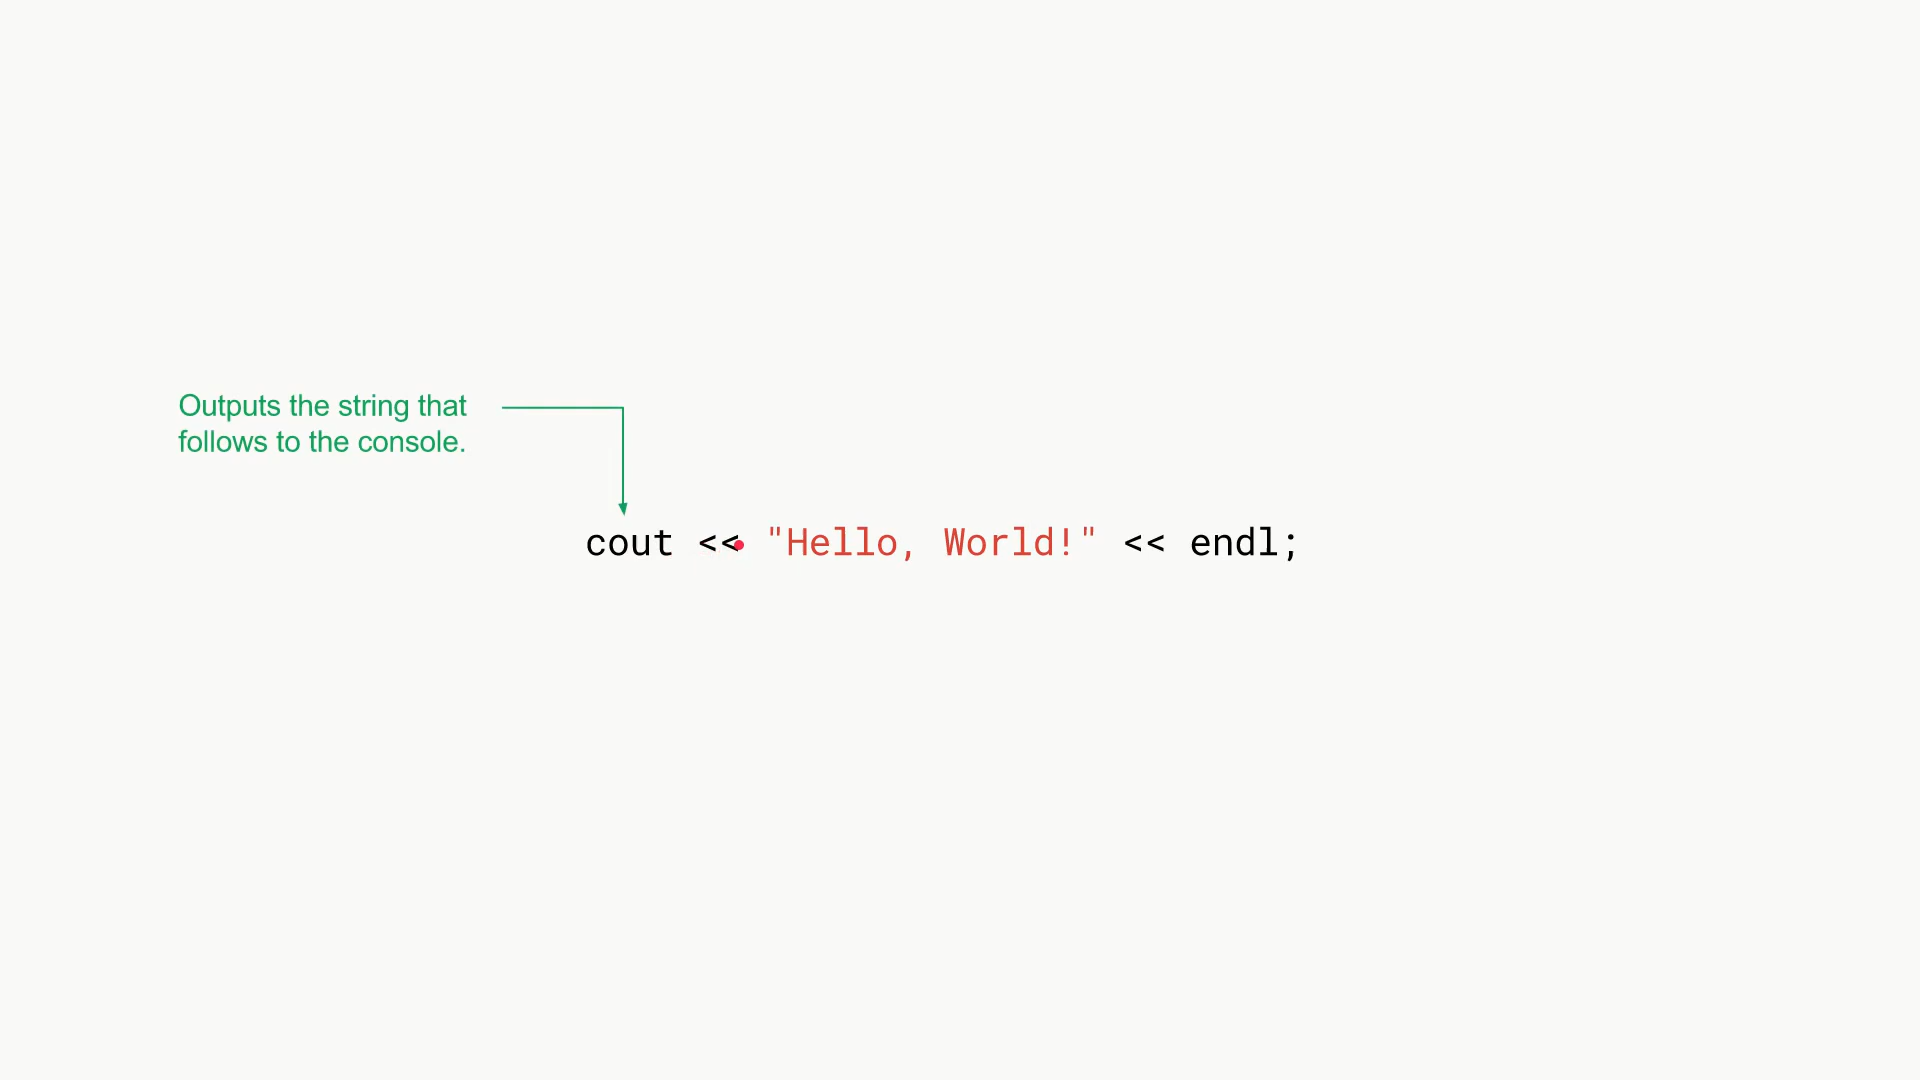 Outputs the string that
follows to the console.
cout << "Hello, World!" << endl;